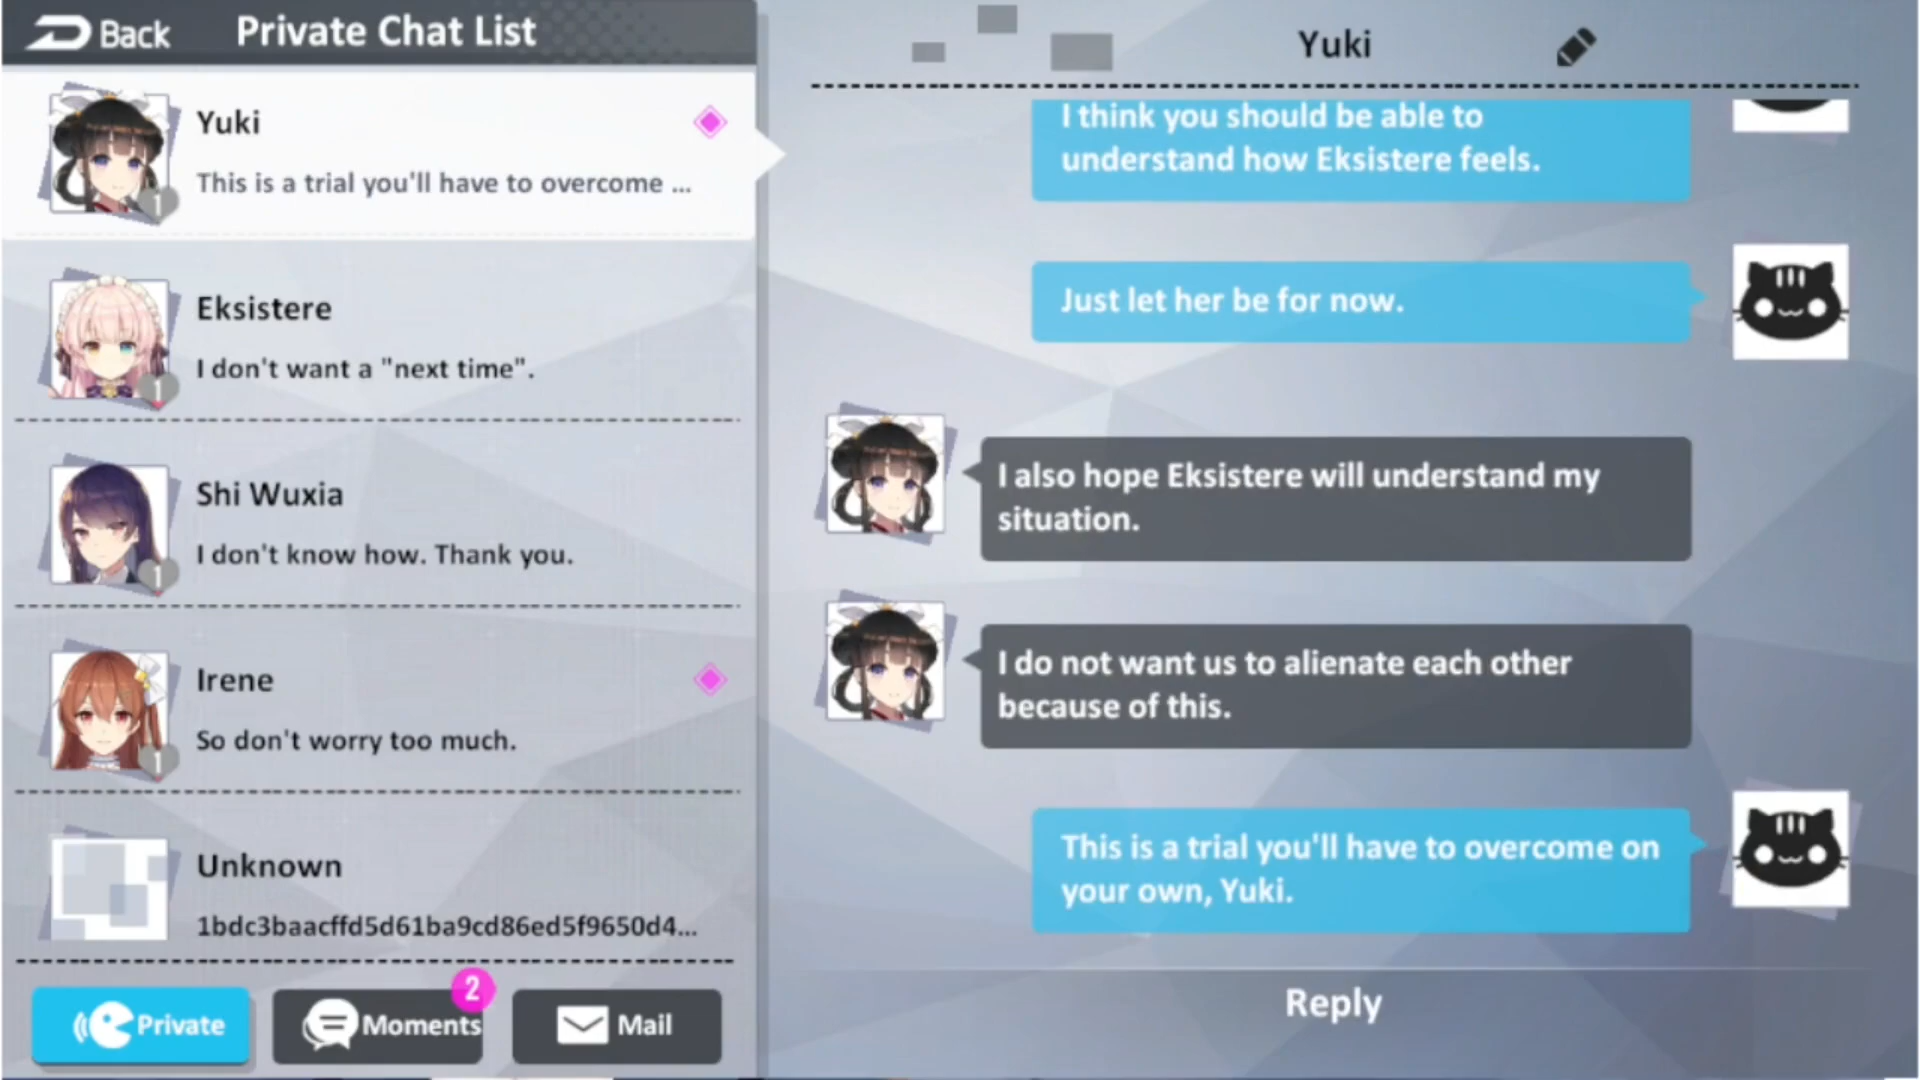 Back
Private Chat List
Yuki
This is a trial you'll have to overcome ...
1
Eksistere
I don't want a "next time".
1
Shi Wuxia
I don't know how. Thank you.
1
Irene
So don't worry too much.
1
Unknown
1bdc3baacffd5d61ba9cd86ed5f9650d4...
Private
Moments
2
Mail
Yuki
I think you should be able to
understand how Eksistere feels.
Just let her be for now.
I also hope Eksistere will understand my
situation.
I do not want us to alienate each other
because of this.
This is a trial you'll have to overcome on
your own, Yuki.
Reply